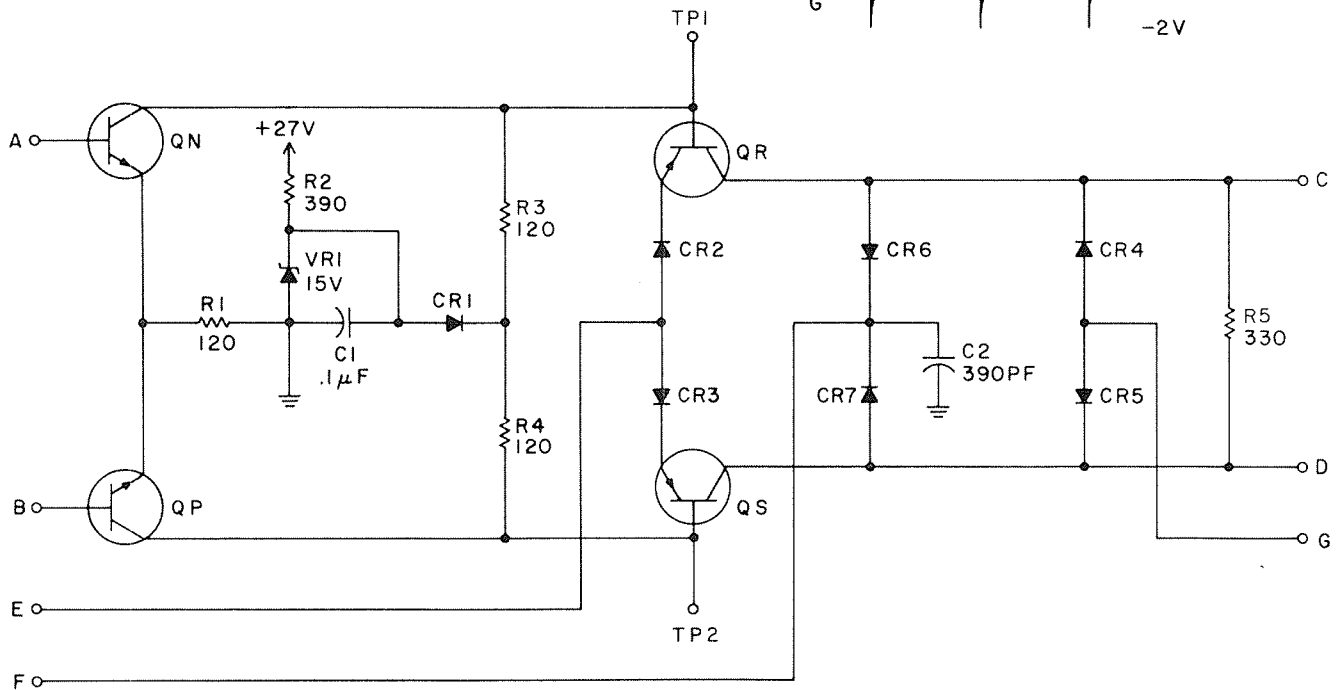 G
-2V
TP1
A
QN
+27V
R2
390
QR
C
R3
120
VR1
15V
CR2
CR6
CR4
R1
120
CR1
R5
330
C1
.1µF
C2
390PF
CR3
CR7
CR5
R4
120
D
B
QP
QS
G
E
TP2
F